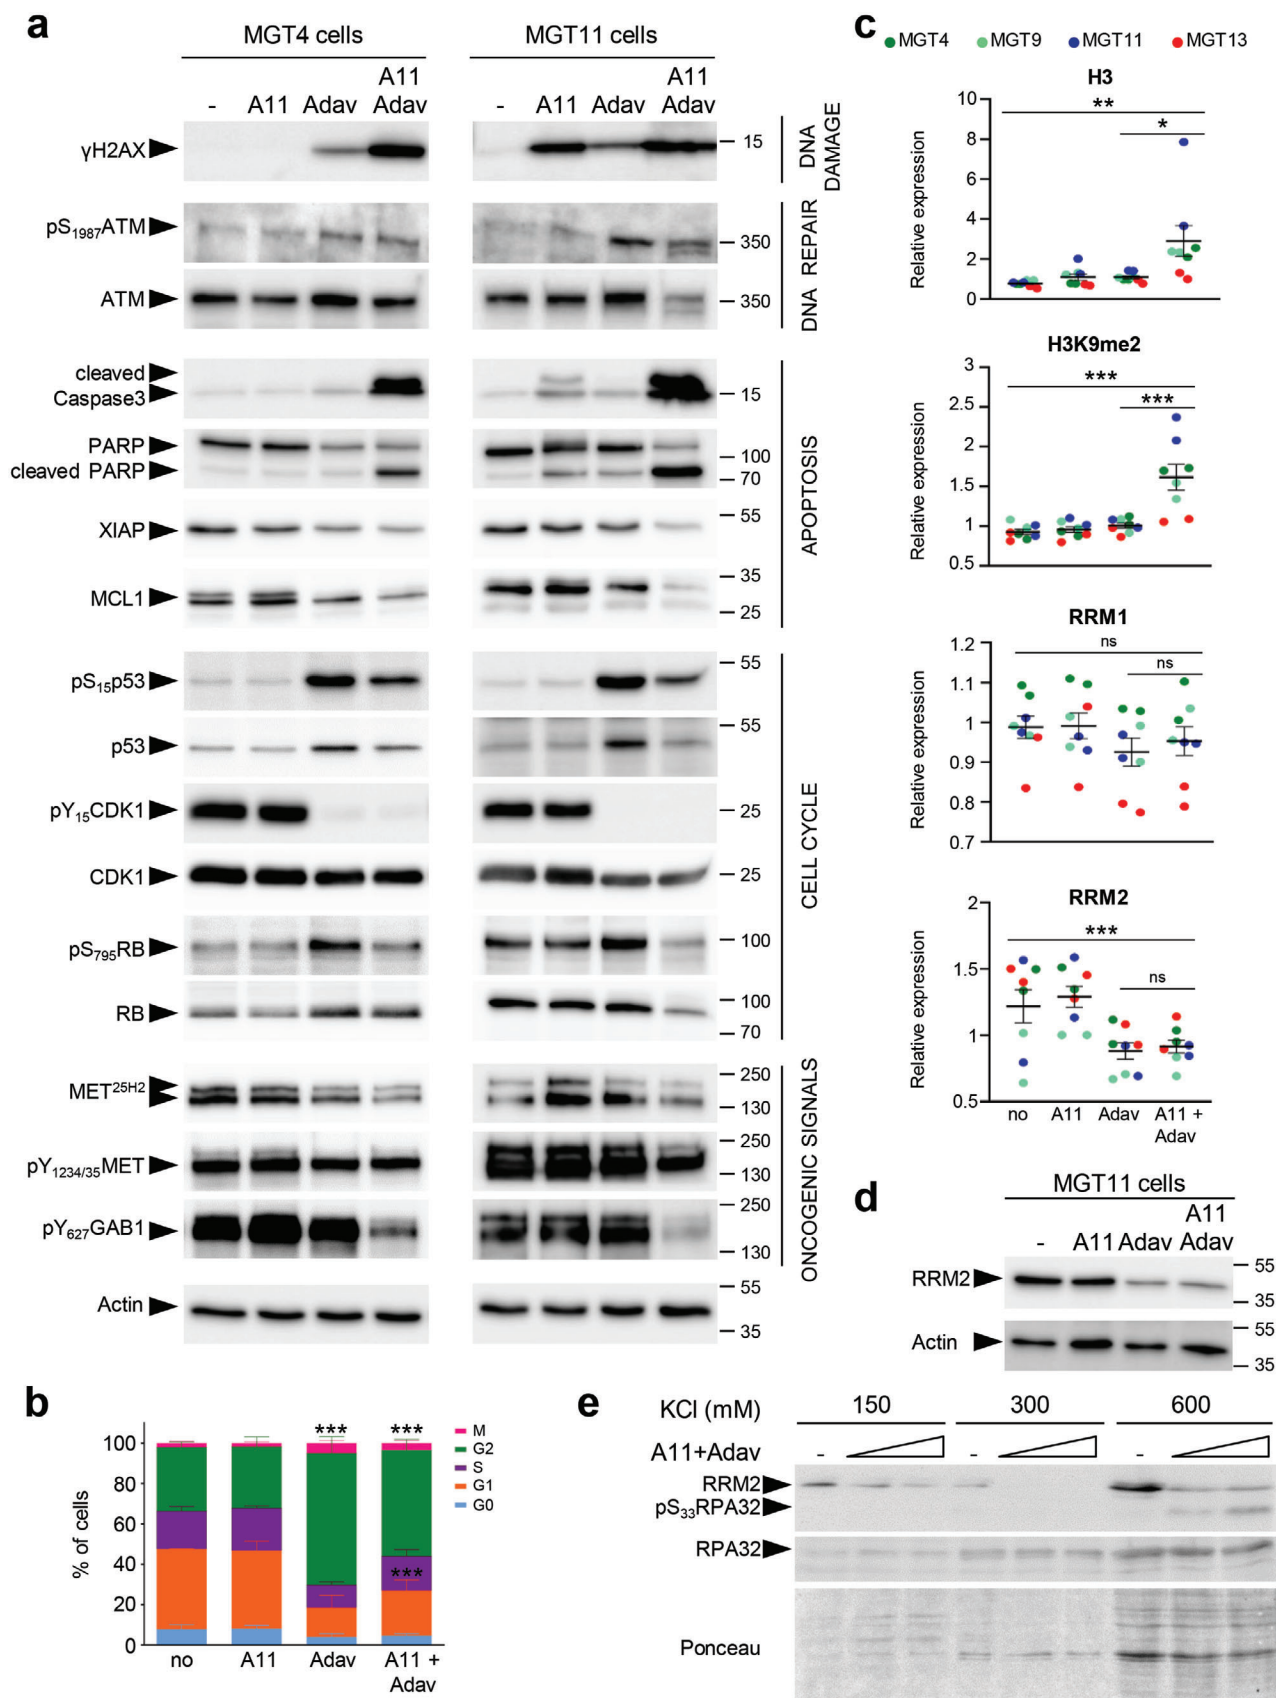 a
MGT4 cells
MGT11 cells
- A11 Adav A11 Adav
- A11 Adav A11 Adav
γH2AX
15
DNA DAMAGE
pS1987ATM
350
ATM
350
DNA REPAIR
cleaved
Caspase3
15
PARP
100
cleaved PARP
70
XIAP
55
MCL1
35
25
APOPTOSIS
pS15p53
55
p53
55
pY15CDK1
25
CDK1
25
pS795RB
100
RB
100
70
CELL CYCLE
MET25H2
250
130
pY1234/35MET
250
130
pY627GAB1
250
130
ONCOGENIC SIGNALS
Actin
55
35
b
% of cells
100
80
60
40
20
0
***
***
***
M
G2
S
G1
G0
no A11 Adav A11 + Adav
c
MGT4 MGT9 MGT11 MGT13
H3
Relative expression
10
8
6
4
2
0
**
*
H3K9me2
Relative expression
3
2.5
2
1.5
1
0.5
***
***
RRM1
Relative expression
1.2
1.1
1
0.9
0.8
0.7
ns
ns
RRM2
Relative expression
2
1.5
1
0.5
***
ns
no A11 Adav A11 + Adav
d
MGT11 cells
- A11 Adav A11 Adav
RRM2
55
35
Actin
55
35
e
KCl (mM) 150 300 600
A11+Adav - - -
RRM2
pS33RPA32
RPA32
Ponceau